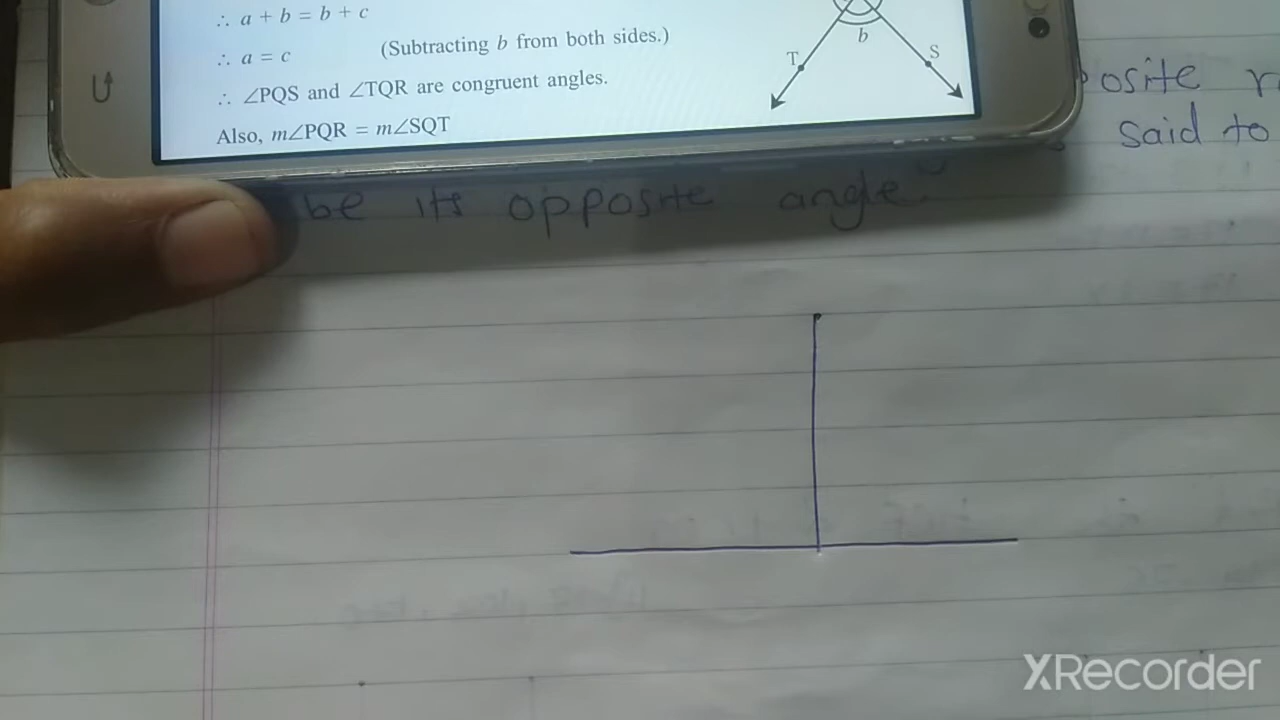 ∴ a + b = b + c
∴ a = c (Subtracting b from both sides.)
∴ ∠PQS and ∠TQR are congruent angles.
Also, m∠PQR = m∠SQT
T b S
osite
said to
be its opposite angle.
XRecorder